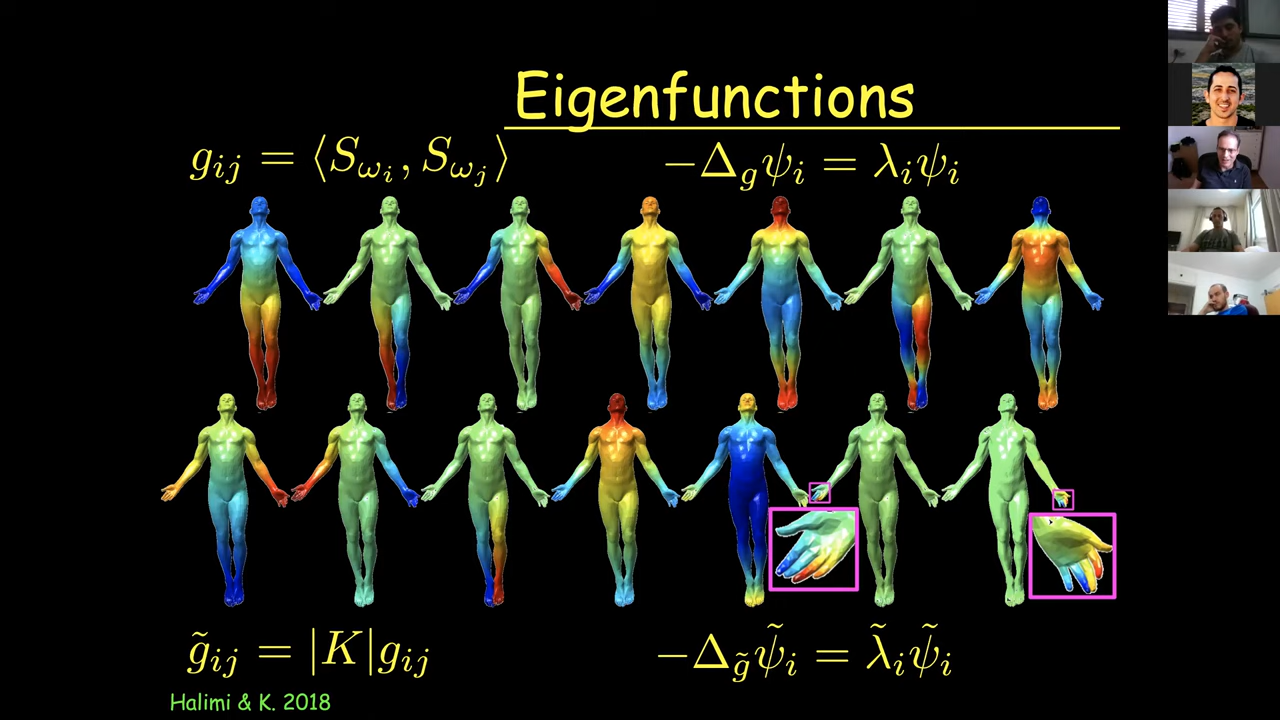 Eigenfunctions
g_{ij} = ⟨S_{ω_i}, S_{ω_j}⟩
−Δ_g ψ_i = λ_i ψ_i
g̃_{ij} = |K| g_{ij}
−Δ_{g̃} ψ̃_i = λ̃_i ψ̃_i
Halimi & K. 2018